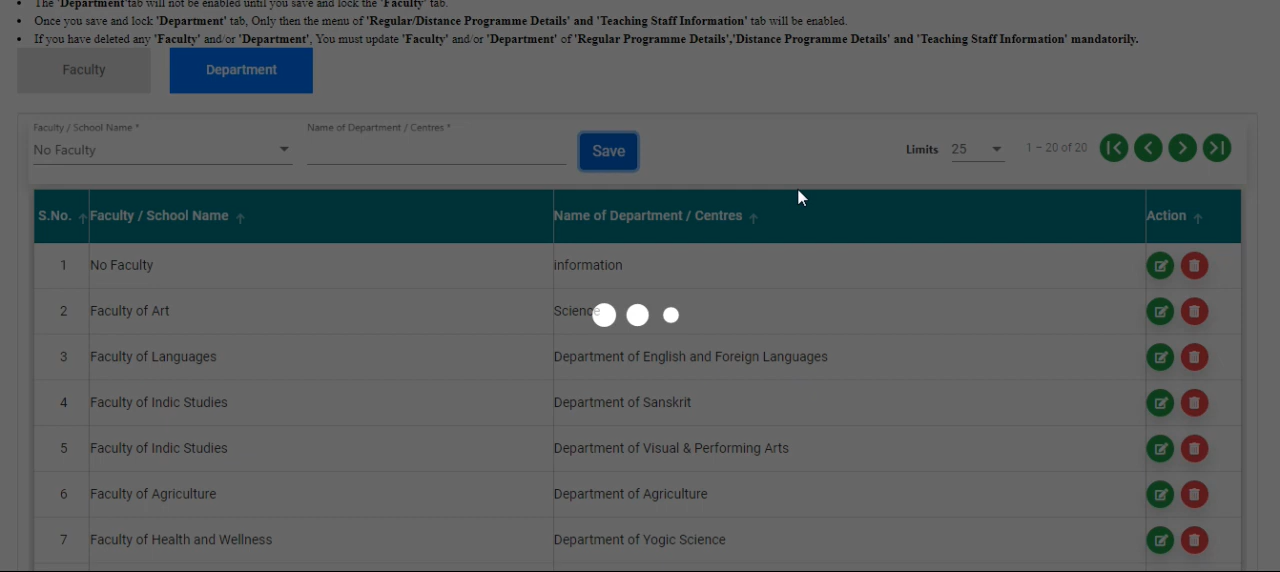 The 'Department'tab will not be enabled until you save and lock the 'Faculty' tab.
Once you save and lock 'Department' tab, Only then the menu of 'Regular/Distance Programme Details' and 'Teaching Staff Information' tab will be enabled.
If you have deleted any 'Faculty' and/or 'Department', You must update 'Faculty' and/or 'Department' of 'Regular Programme Details','Distance Programme Details' and 'Teaching Staff Information' mandatorily.
Faculty Department
Faculty / School Name * Name of Department / Centres *
No Faculty Save Limits 25 1 – 20 of 20
S.No. Faculty / School Name Name of Department / Centres Action
1 No Faculty information
2 Faculty of Art Science
3 Faculty of Languages Department of English and Foreign Languages
4 Faculty of Indic Studies Department of Sanskrit
5 Faculty of Indic Studies Department of Visual & Performing Arts
6 Faculty of Agriculture Department of Agriculture
7 Faculty of Health and Wellness Department of Yogic Science